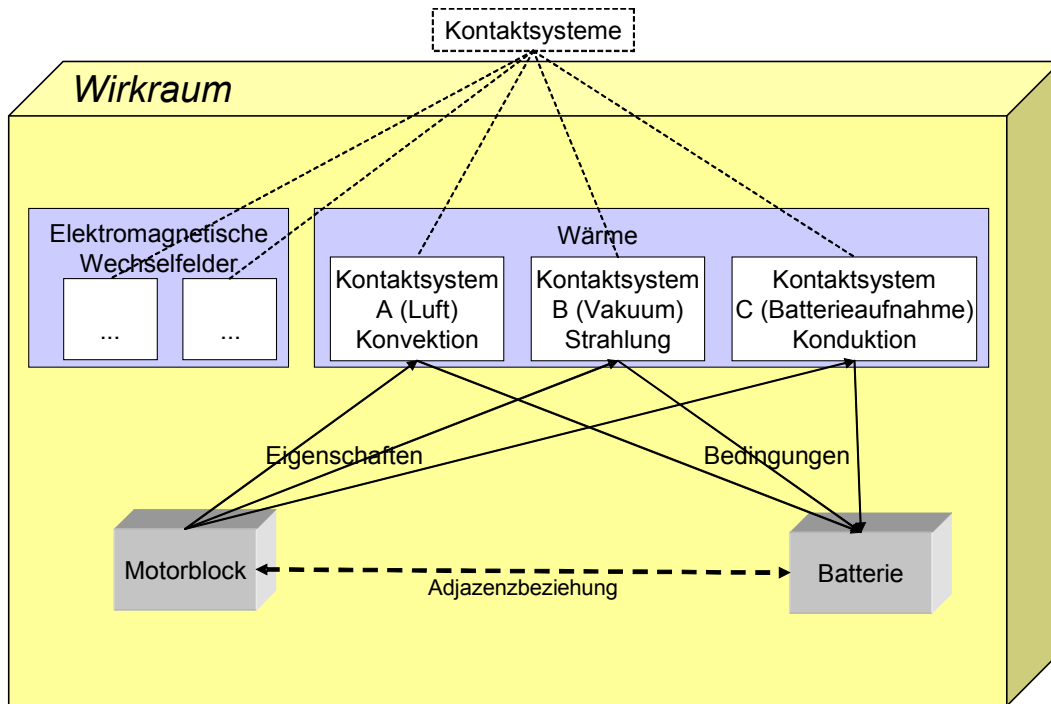 Kontaktsysteme
Wirkraum
Elektromagnetische
Wechselfelder
...
...
Wärme
Kontaktsystem
A (Luft)
Konvektion
Kontaktsystem
B (Vakuum)
Strahlung
Kontaktsystem
C (Batterieaufnahme)
Konduktion
Eigenschaften
Bedingungen
Motorblock
Adjazenzbeziehung
Batterie